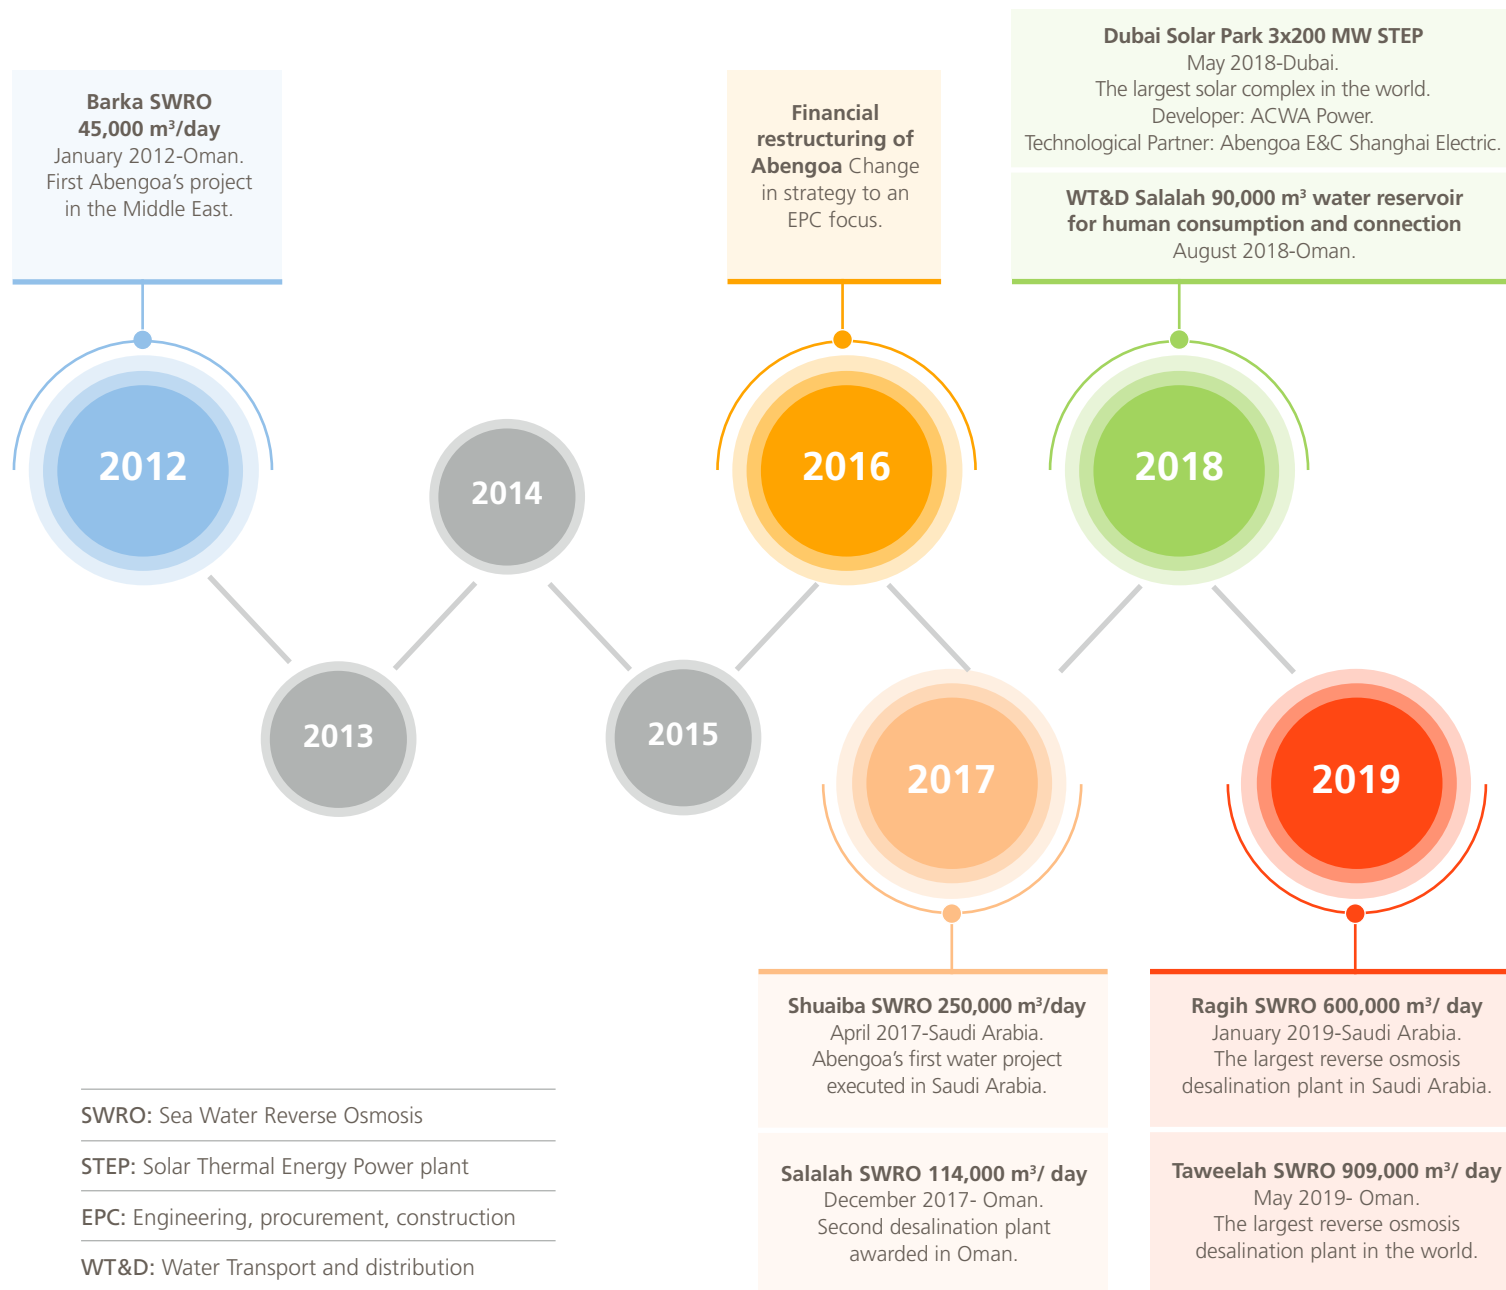 Barka SWRO
45,000 m³/day
January 2012-Oman.
First Abengoa's project
in the Middle East.
Financial
restructuring of
Abengoa Change
in strategy to an
EPC focus.
Dubai Solar Park 3x200 MW STEP
May 2018-Dubai.
The largest solar complex in the world.
Developer: ACWA Power.
Technological Partner: Abengoa E&C Shanghai Electric.
WT&D Salalah 90,000 m³ water reservoir
for human consumption and connection
August 2018-Oman.
2012
2013
2014
2015
2016
2017
2018
2019
Shuaiba SWRO 250,000 m³/day
April 2017-Saudi Arabia.
Abengoa's first water project
executed in Saudi Arabia.
Salalah SWRO 114,000 m³/ day
December 2017- Oman.
Second desalination plant
awarded in Oman.
Ragih SWRO 600,000 m³/ day
January 2019-Saudi Arabia.
The largest reverse osmosis
desalination plant in Saudi Arabia.
Taweelah SWRO 909,000 m³/ day
May 2019- Oman.
The largest reverse osmosis
desalination plant in the world.
SWRO: Sea Water Reverse Osmosis
STEP: Solar Thermal Energy Power plant
EPC: Engineering, procurement, construction
WT&D: Water Transport and distribution